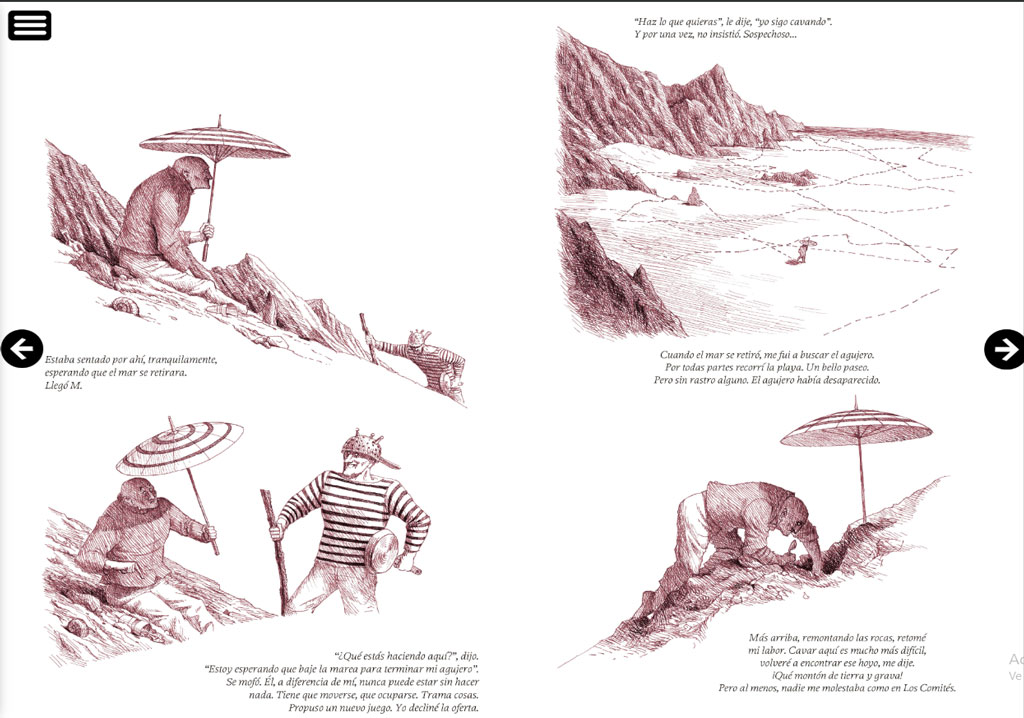 Estaba sentado por ahí, tranquilamente,
esperando que el mar se retirara.
Llegó M.
“¿Qué estás haciendo aquí?”, dijo.
“Estoy esperando que baje la marea para terminar mi agujero”.
Se mofó. Él, a diferencia de mí, nunca puede estar sin hacer
nada. Tiene que moverse, que ocuparse. Trama cosas.
Propuso un nuevo juego. Yo decliné la oferta.
“Haz lo que quieras”, le dije, “yo sigo cavando”.
Y por una vez, no insistió. Sospechoso...
Cuando el mar se retiró, me fui a buscar el agujero.
Por todas partes recorrí la playa. Un bello paseo.
Pero sin rastro alguno. El agujero había desaparecido.
Más arriba, remontando las rocas, retomé
mi labor. Cavar aquí es mucho más difícil,
volveré a encontrar ese hoyo, me dije.
¡Qué montón de tierra y grava!
Pero al menos, nadie me molestaba como en Los Comités.